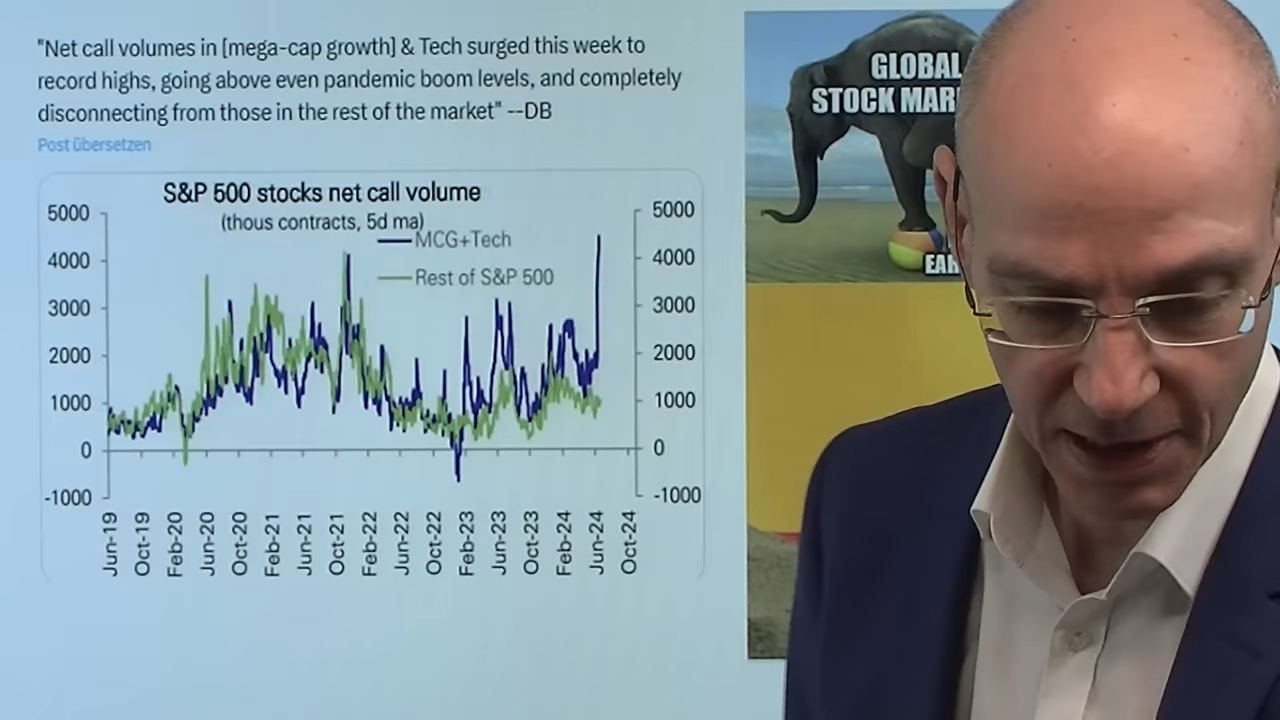 "Net call volumes in [mega-cap growth] & Tech surged this week to
record highs, going above even pandemic boom levels, and completely
disconnecting from those in the rest of the market" --DB
Post übersetzen
S&P 500 stocks net call volume
(thous contracts, 5d ma)
MCG+Tech
Rest of S&P 500
5000
4000
3000
2000
1000
0
-1000
5000
4000
3000
2000
1000
0
-1000
Jun-19
Oct-19
Feb-20
Jun-20
Oct-20
Feb-21
Jun-21
Oct-21
Feb-22
Jun-22
Oct-22
Feb-23
Jun-23
Oct-23
Feb-24
Jun-24
Oct-24
GLOBAL
STOCK